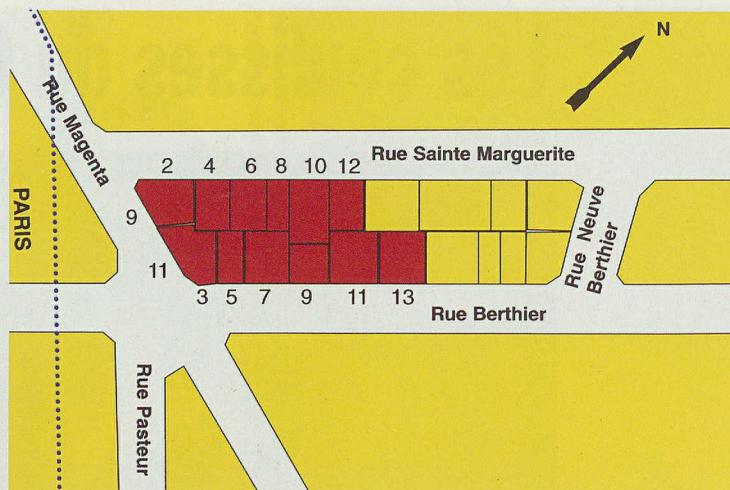 N
Rue Magenta
Rue Sainte Marguerite
2 4 6 8 10 12
PARIS
9
11
Rue Neuve
Berthier
3 5 7 9 11 13
Rue Berthier
Rue Pasteur